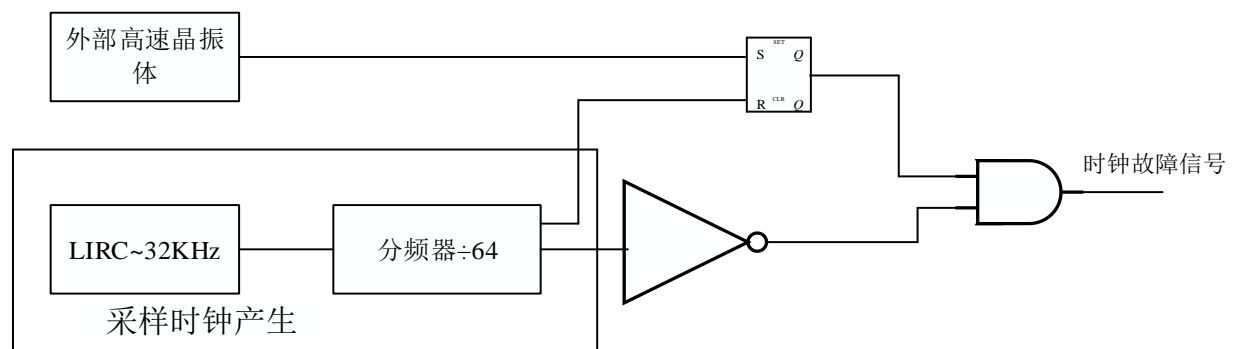 外部高速晶振
体
SET
S Q
R CLR Q
时钟故障信号
LIRC~32KHz
分频器÷64
采样时钟产生